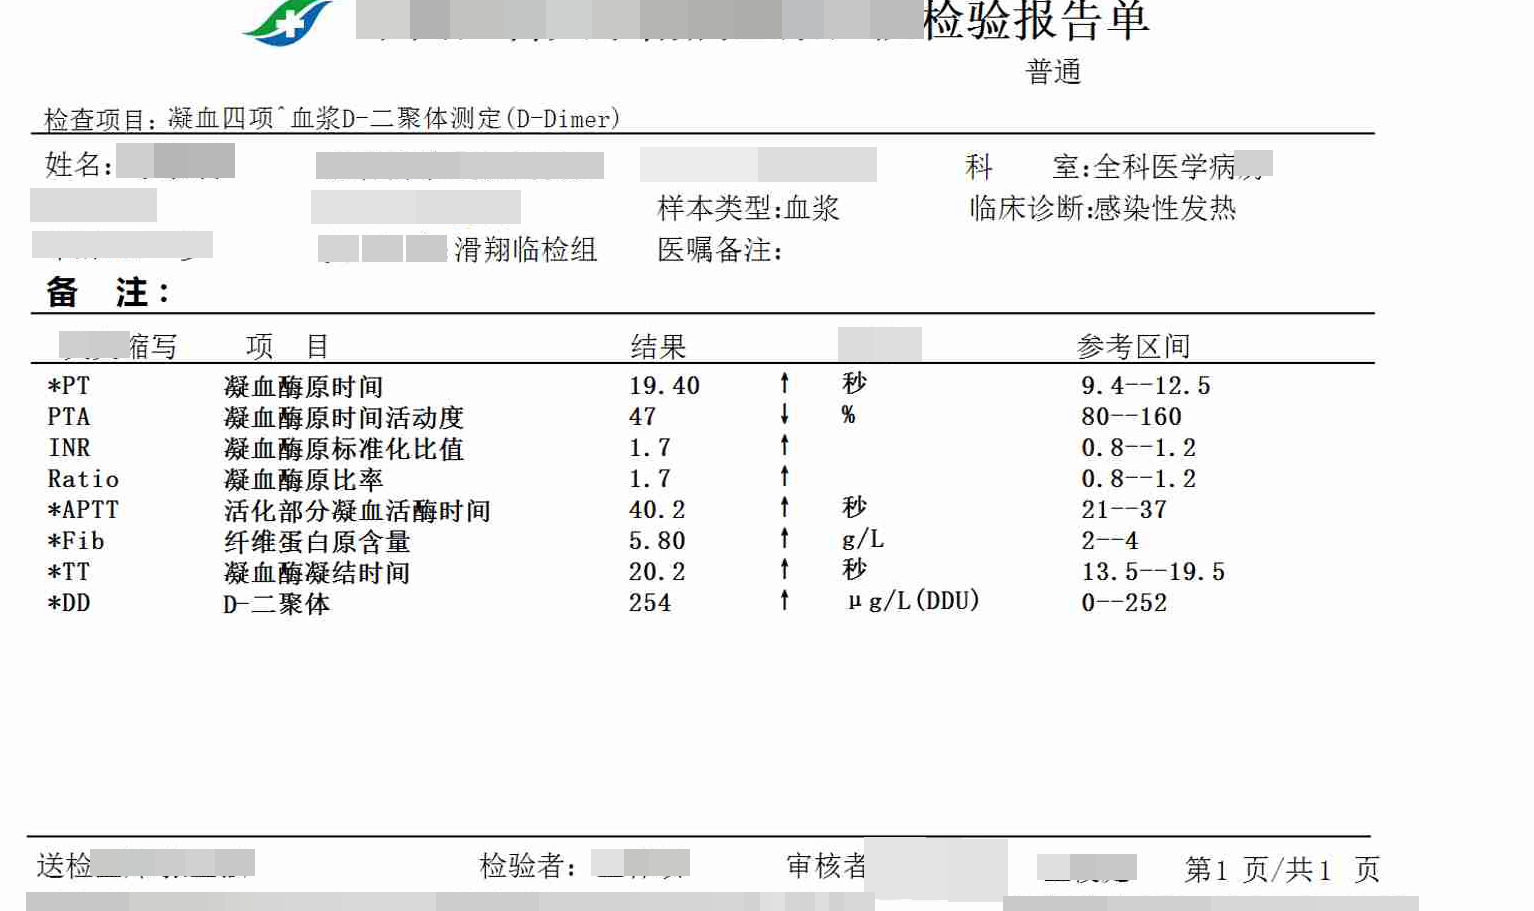 检验报告单
普通
检查项目: 凝血四项^血浆D-二聚体测定(D-Dimer)
姓名: 科 室:全科医学病
样本类型:血浆 临床诊断:感染性发热
滑翔临检组 医嘱备注:
备 注:
缩写 项 目 结果 参考区间
*PT 凝血酶原时间 19.40 ↑ 秒 9.4--12.5
PTA 凝血酶原时间活动度 47 ↓ % 80--160
INR 凝血酶原标准化比值 1.7 ↑ 0.8--1.2
Ratio 凝血酶原比率 1.7 ↑ 0.8--1.2
*APTT 活化部分凝血活酶时间 40.2 ↑ 秒 21--37
*Fib 纤维蛋白原含量 5.80 ↑ g/L 2--4
*TT 凝血酶凝结时间 20.2 ↑ 秒 13.5--19.5
*DD D-二聚体 254 ↑ μg/L(DDU) 0--252
送检 检验者: 审核者 第1 页/共1 页